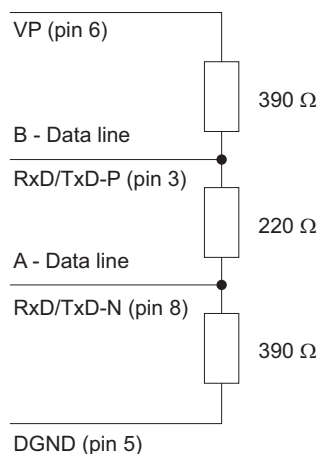 VP (pin 6)
390 Ω
B - Data line
RxD/TxD-P (pin 3)
220 Ω
A - Data line
RxD/TxD-N (pin 8)
390 Ω
DGND (pin 5)